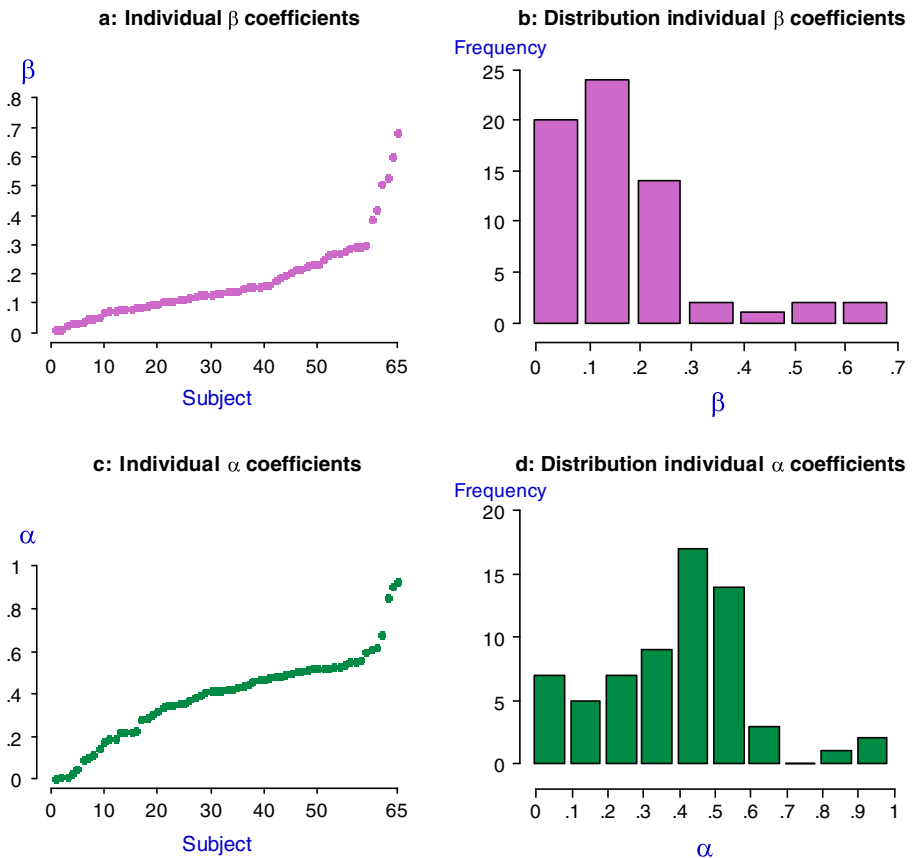 a: Individual β coefficients
β
.8
.7
.6
.5
.4
.3
.2
.1
0
0 10 20 30 40 50 65
Subject
b: Distribution individual β coefficients
Frequency
25
20
15
10
5
0
0 .1 .2 .3 .4 .5 .6 .7
β
c: Individual α coefficients
α
1
.8
.6
.4
.2
0
0 10 20 30 40 50 65
Subject
d: Distribution individual α coefficients
Frequency
20
15
10
5
0
0 .1 .2 .3 .4 .5 .6 .7 .8 .9 1
α